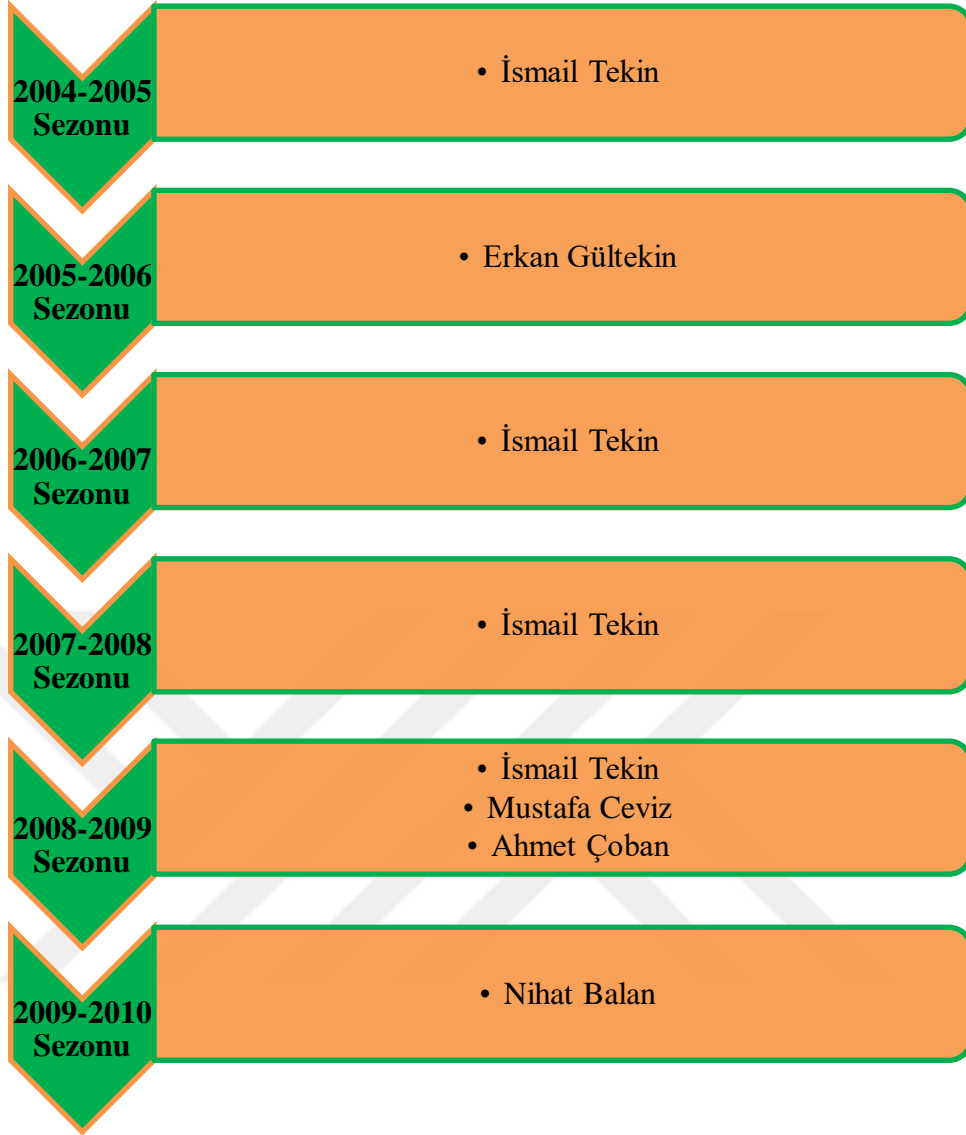 2004-2005
Sezonu
• İsmail Tekin
2005-2006
Sezonu
• Erkan Gültekin
2006-2007
Sezonu
• İsmail Tekin
2007-2008
Sezonu
• İsmail Tekin
2008-2009
Sezonu
• İsmail Tekin
• Mustafa Ceviz
• Ahmet Çoban
2009-2010
Sezonu
• Nihat Balan